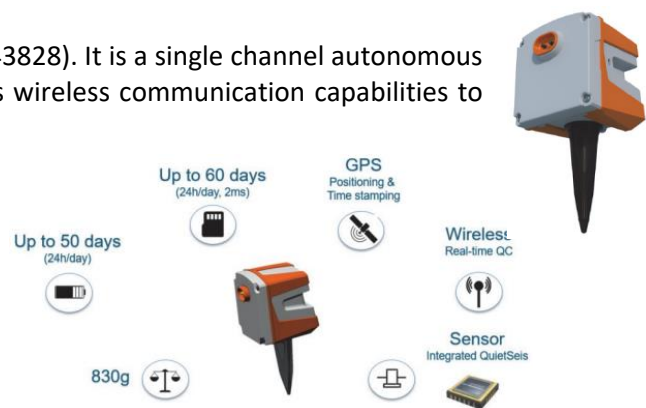 3828). It is a single channel autonomous
wireless communication capabilities to
GPS
Positioning &
Time stamping
Up to 60 days
(24h/day, 2ms)
Up to 50 days
(24h/day)
Wireless
Real-time QC
Sensor
Integrated QuietSeis
830g